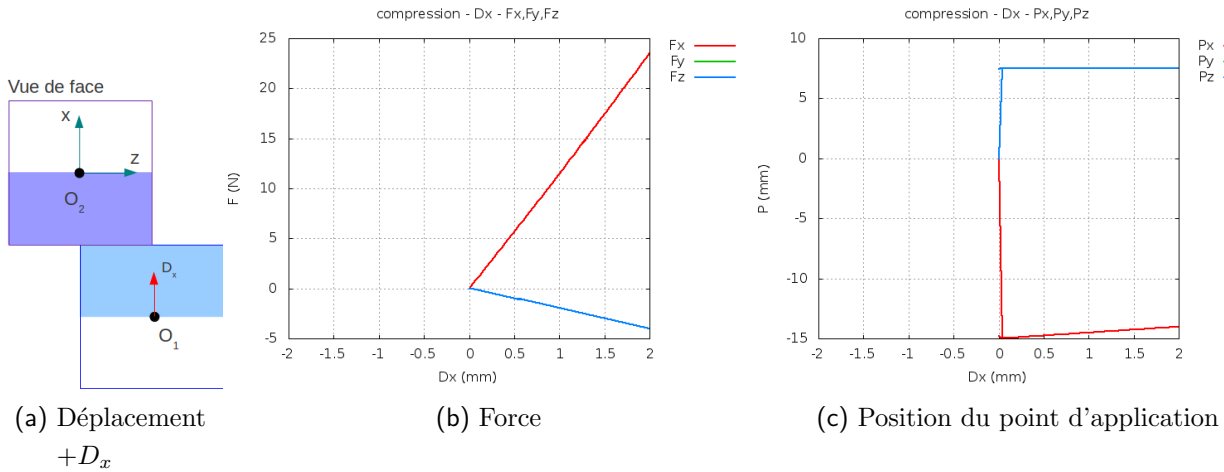 Vue de face
x
z
O2
Dx
O1
(a) Déplacement
+Dx
compression - Dx - Fx,Fy,Fz
25
20
15
10
5
0
-5
F (N)
-2 -1.5 -1 -0.5 0 0.5 1 1.5 2
Dx (mm)
Fx
Fy
Fz
(b) Force
compression - Dx - Px,Py,Pz
10
5
0
-5
-10
-15
P (mm)
-2 -1.5 -1 -0.5 0 0.5 1 1.5 2
Dx (mm)
Px
Py
Pz
(c) Position du point d'application